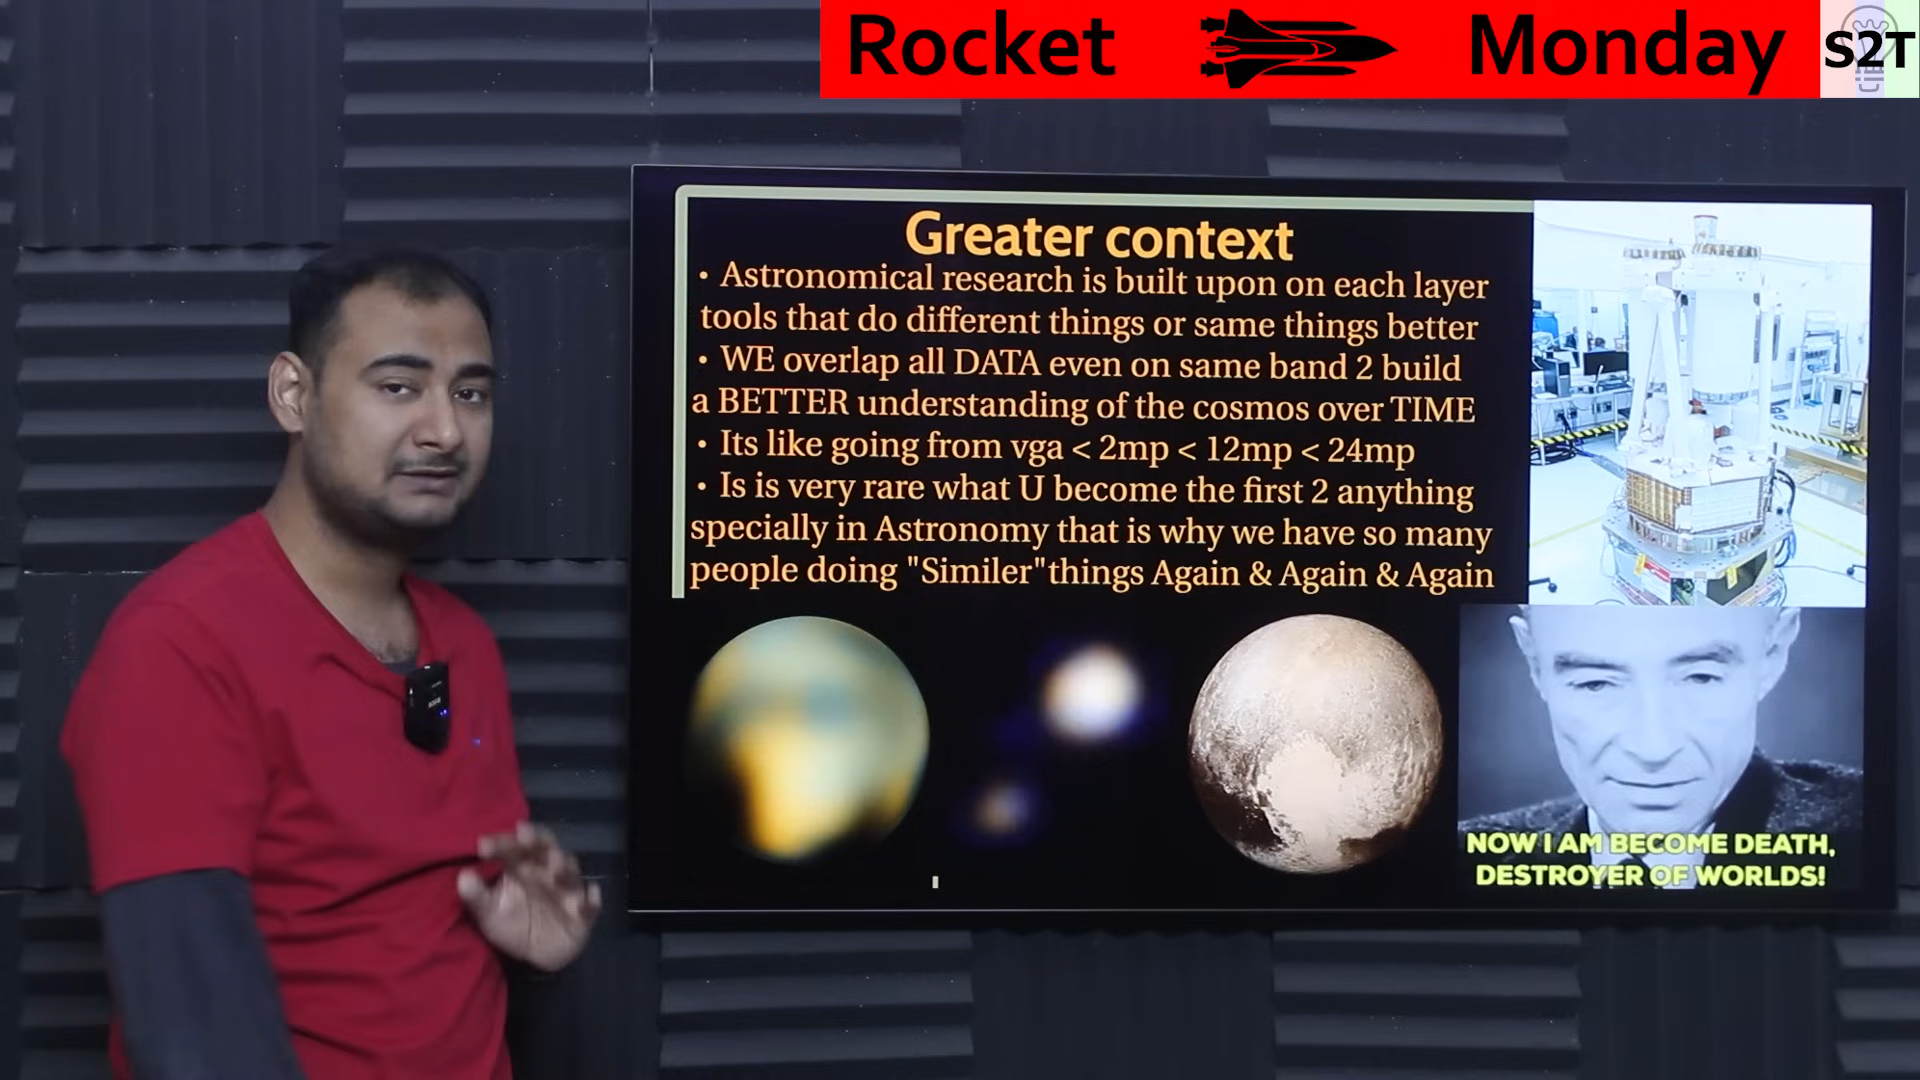 Rocket Monday S2T
Greater context
• Astronomical research is built upon on each layer
tools that do different things or same things better
• WE overlap all DATA even on same band 2 build
a BETTER understanding of the cosmos over TIME
• Its like going from vga < 2mp < 12mp < 24mp
• Is is very rare what U become the first 2 anything
specially in Astronomy that is why we have so many
people doing "Similer"things Again & Again & Again
NOW I AM BECOME DEATH,
DESTROYER OF WORLDS!